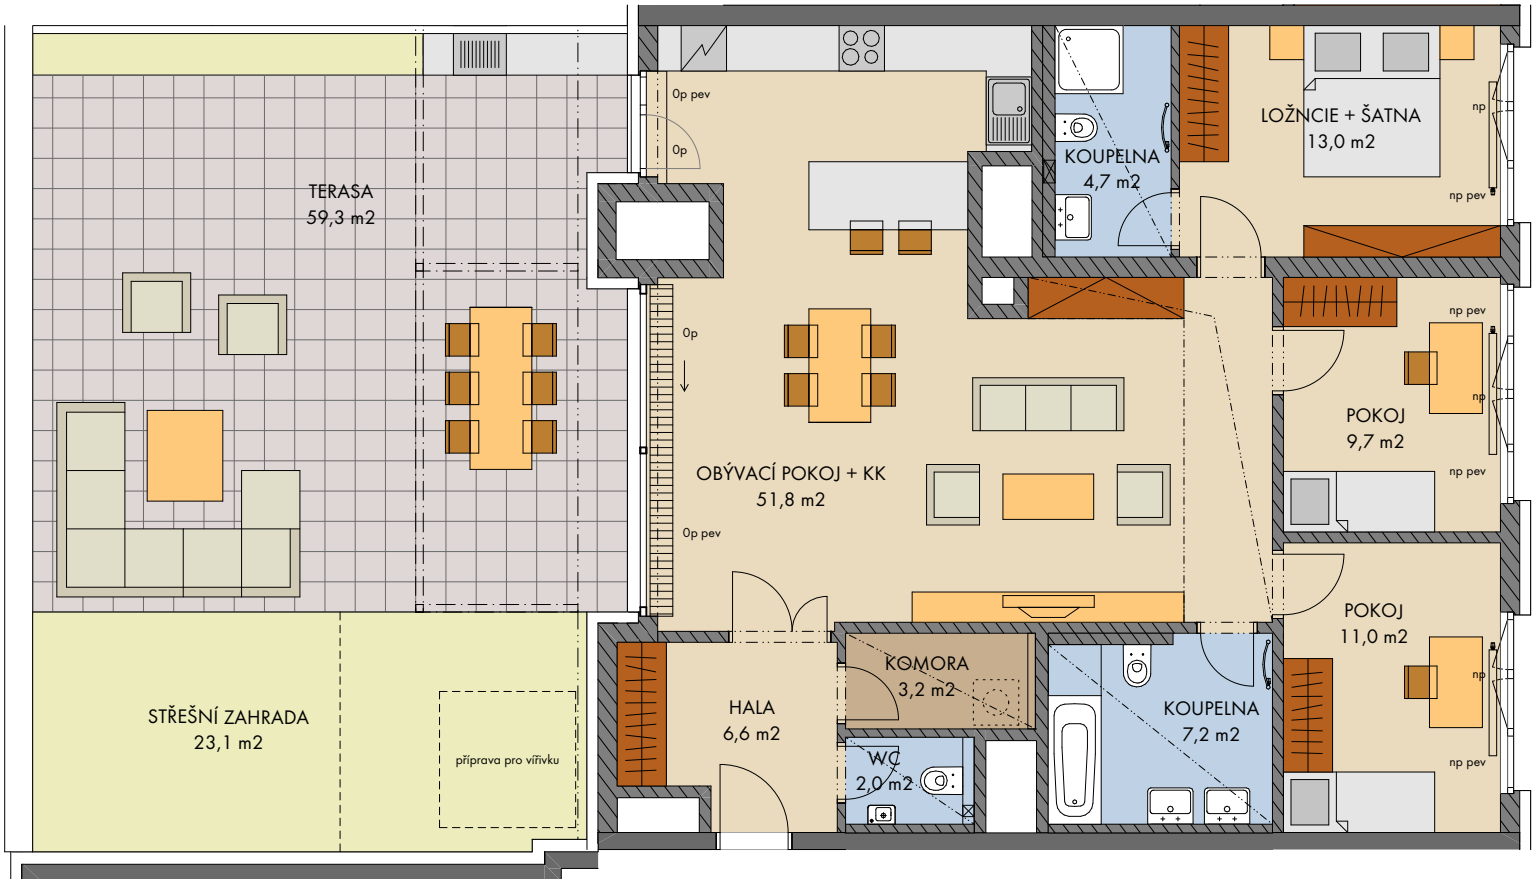 TERASA
59,3 m2
STŘEŠNÍ ZAHRADA
23,1 m2
příprava pro vířivku
0p pev
0p
0p
0p pev
OBÝVACÍ POKOJ + KK
51,8 m2
KOUPELNA
4,7 m2
LOŽNCIE + ŠATNA
13,0 m2
np
np pev
np pev
POKOJ
9,7 m2
np
np pev
POKOJ
11,0 m2
np
np pev
HALA
6,6 m2
KOMORA
3,2 m2
WC
2,0 m2
KOUPELNA
7,2 m2